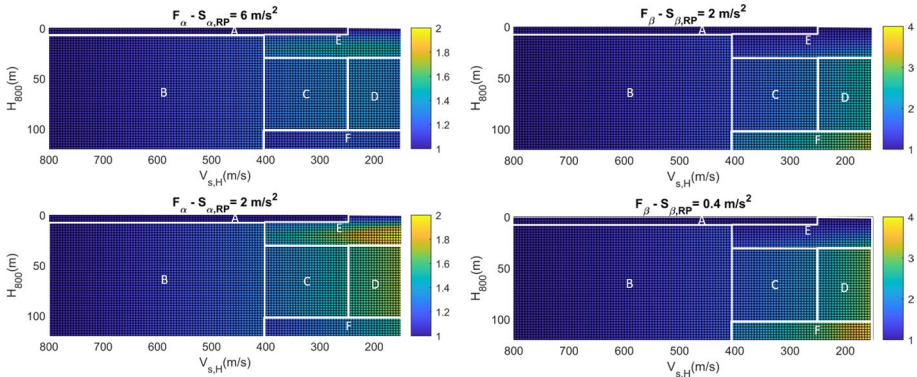 F_α - S_α,RP = 6 m/s²
0
50
100
H_800(m)
A
E
B
C
D
F
800 700 600 500 400 300 200
V_s,H(m/s)
2
1.8
1.6
1.4
1.2
1
F_β - S_β,RP = 2 m/s²
0
50
100
H_800(m)
A
E
B
C
D
F
800 700 600 500 400 300 200
V_s,H(m/s)
4
3
2
1
F_α - S_α,RP = 2 m/s²
0
50
100
H_800(m)
A
E
B
C
D
F
800 700 600 500 400 300 200
V_s,H(m/s)
2
1.8
1.6
1.4
1.2
1
F_β - S_β,RP = 0.4 m/s²
0
50
100
H_800(m)
A
E
B
C
D
F
800 700 600 500 400 300 200
V_s,H(m/s)
4
3
2
1